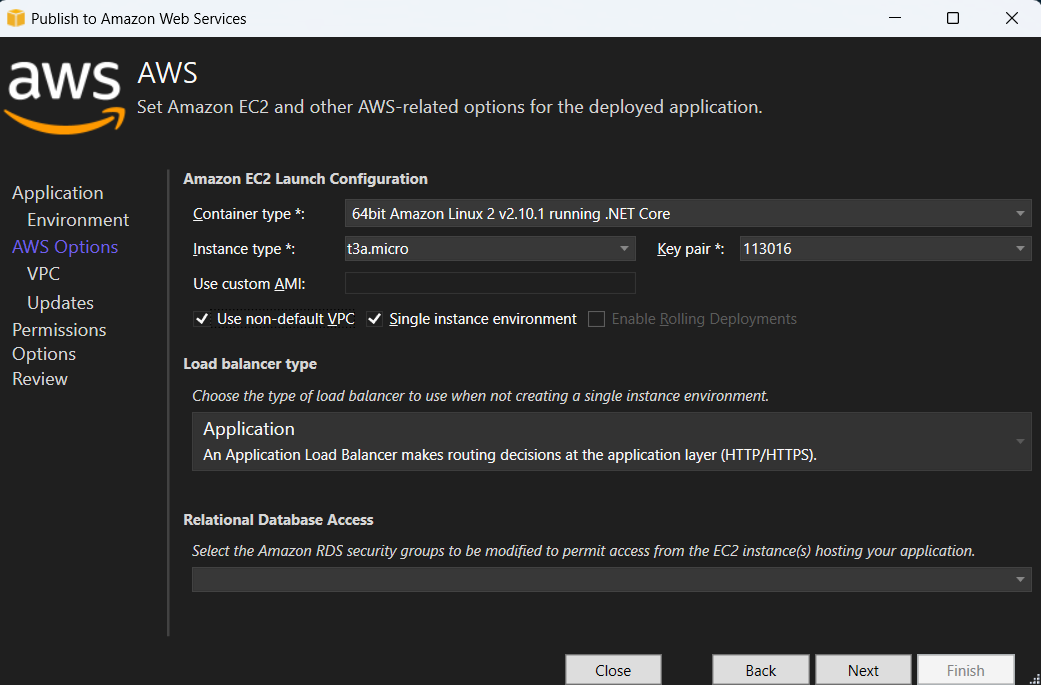 Publish to Amazon Web Services
aws
AWS
Set Amazon EC2 and other AWS-related options for the deployed application.
Application
Environment
AWS Options
VPC
Updates
Permissions
Options
Review
Amazon EC2 Launch Configuration
Container type *: 64bit Amazon Linux 2 v2.10.1 running .NET Core
Instance type *: t3a.micro Key pair *: 113016
Use custom AMI:
Use non-default VPC Single instance environment Enable Rolling Deployments
Load balancer type
Choose the type of load balancer to use when not creating a single instance environment.
Application
An Application Load Balancer makes routing decisions at the application layer (HTTP/HTTPS).
Relational Database Access
Select the Amazon RDS security groups to be modified to permit access from the EC2 instance(s) hosting your application.
Close Back Next Finish